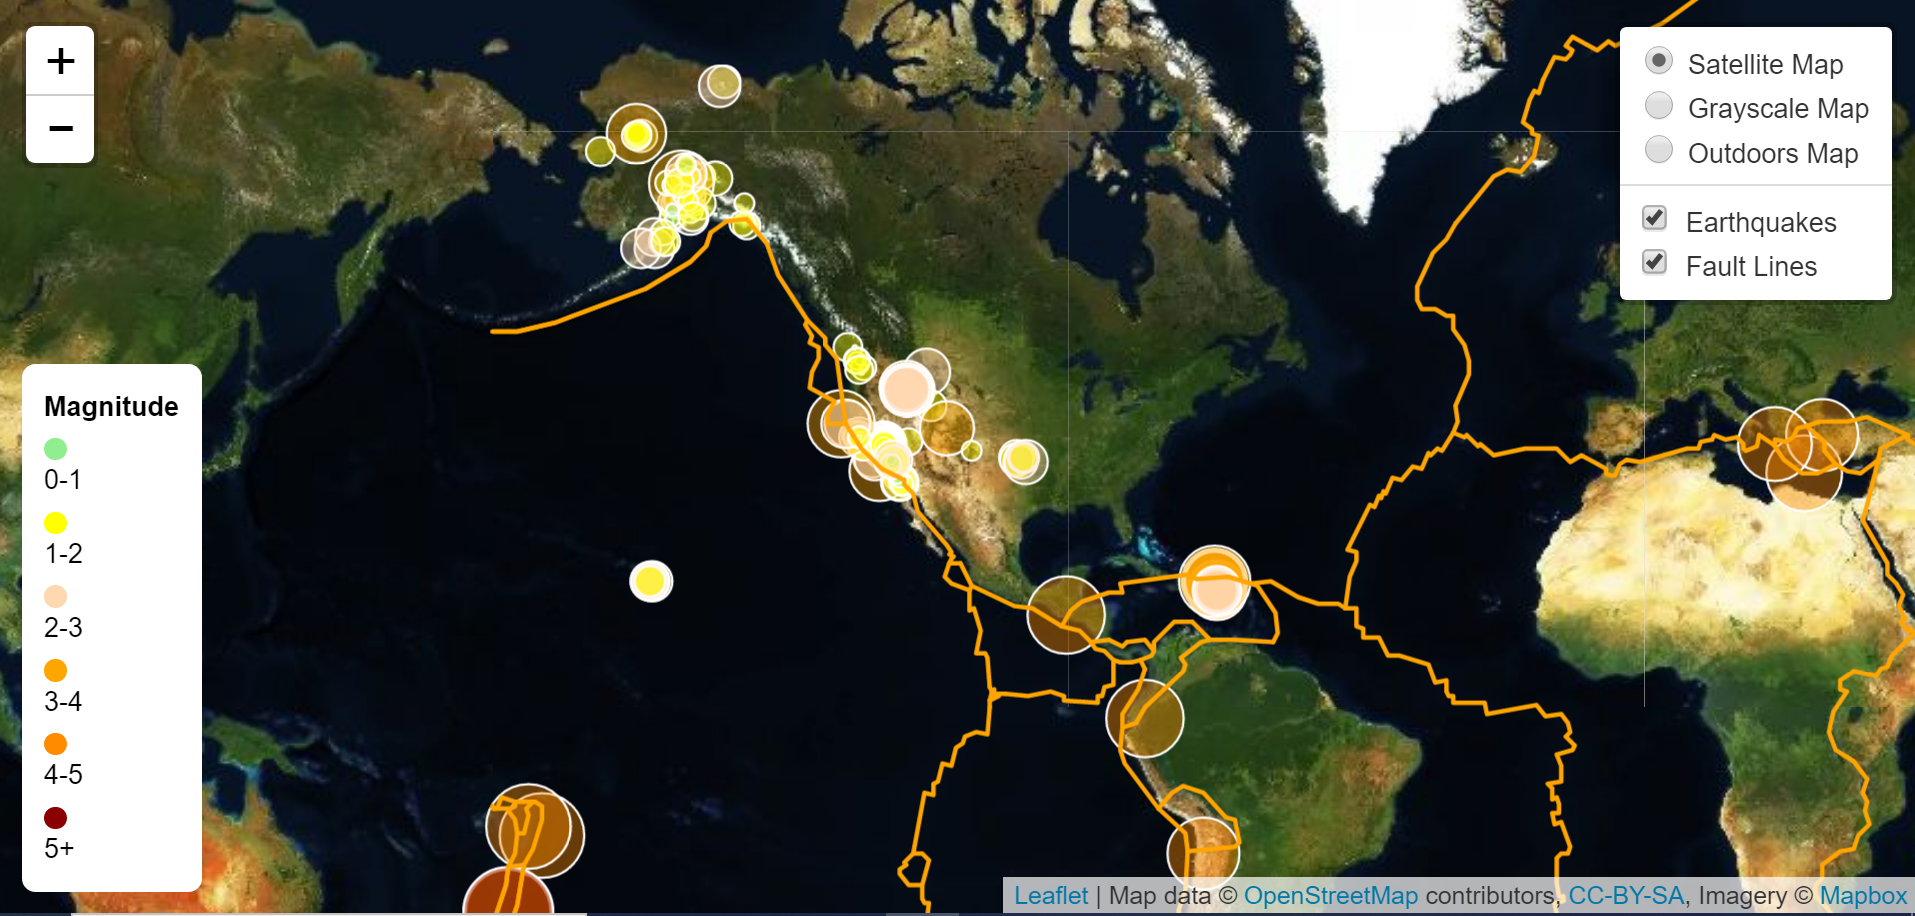 +
−
Satellite Map
Grayscale Map
Outdoors Map
Earthquakes
Fault Lines
Magnitude
0-1
1-2
2-3
3-4
4-5
5+
Leaflet | Map data © OpenStreetMap contributors, CC-BY-SA, Imagery © Mapbox